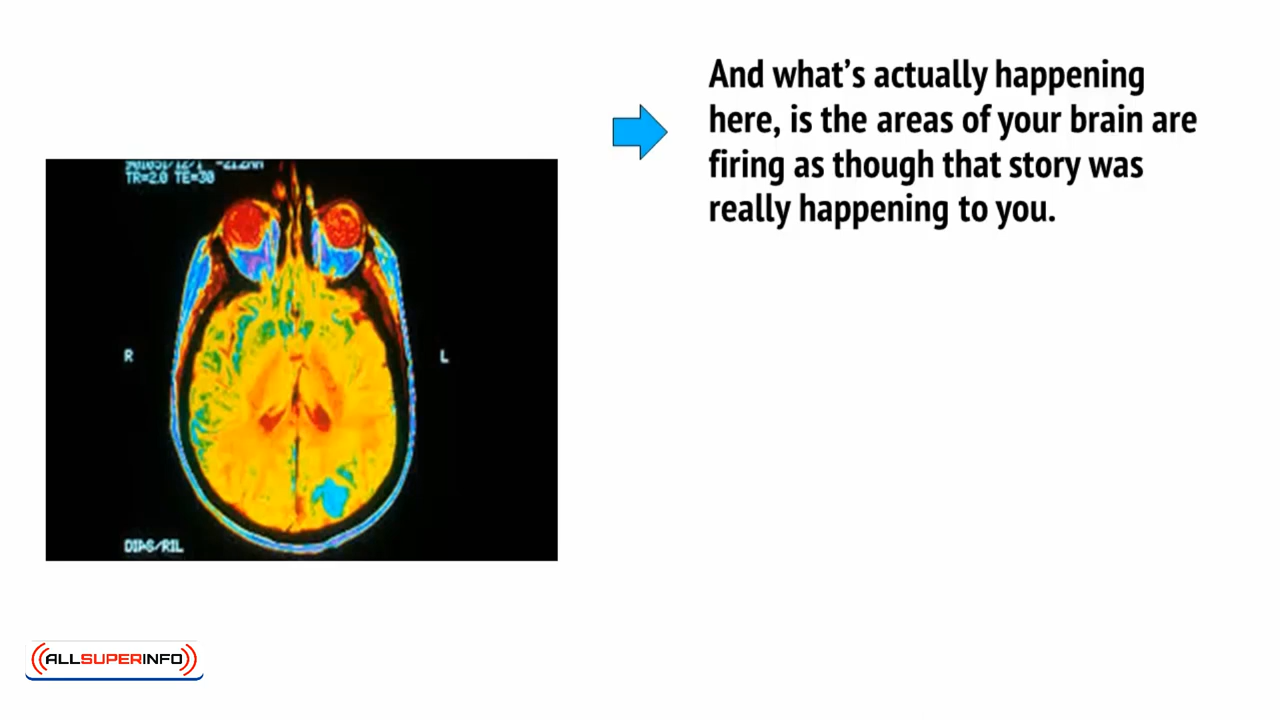 And what's actually happening
here, is the areas of your brain are
firing as though that story was
really happening to you.
TR=2.0 TE=30
R
L
ALLSUPERINFO